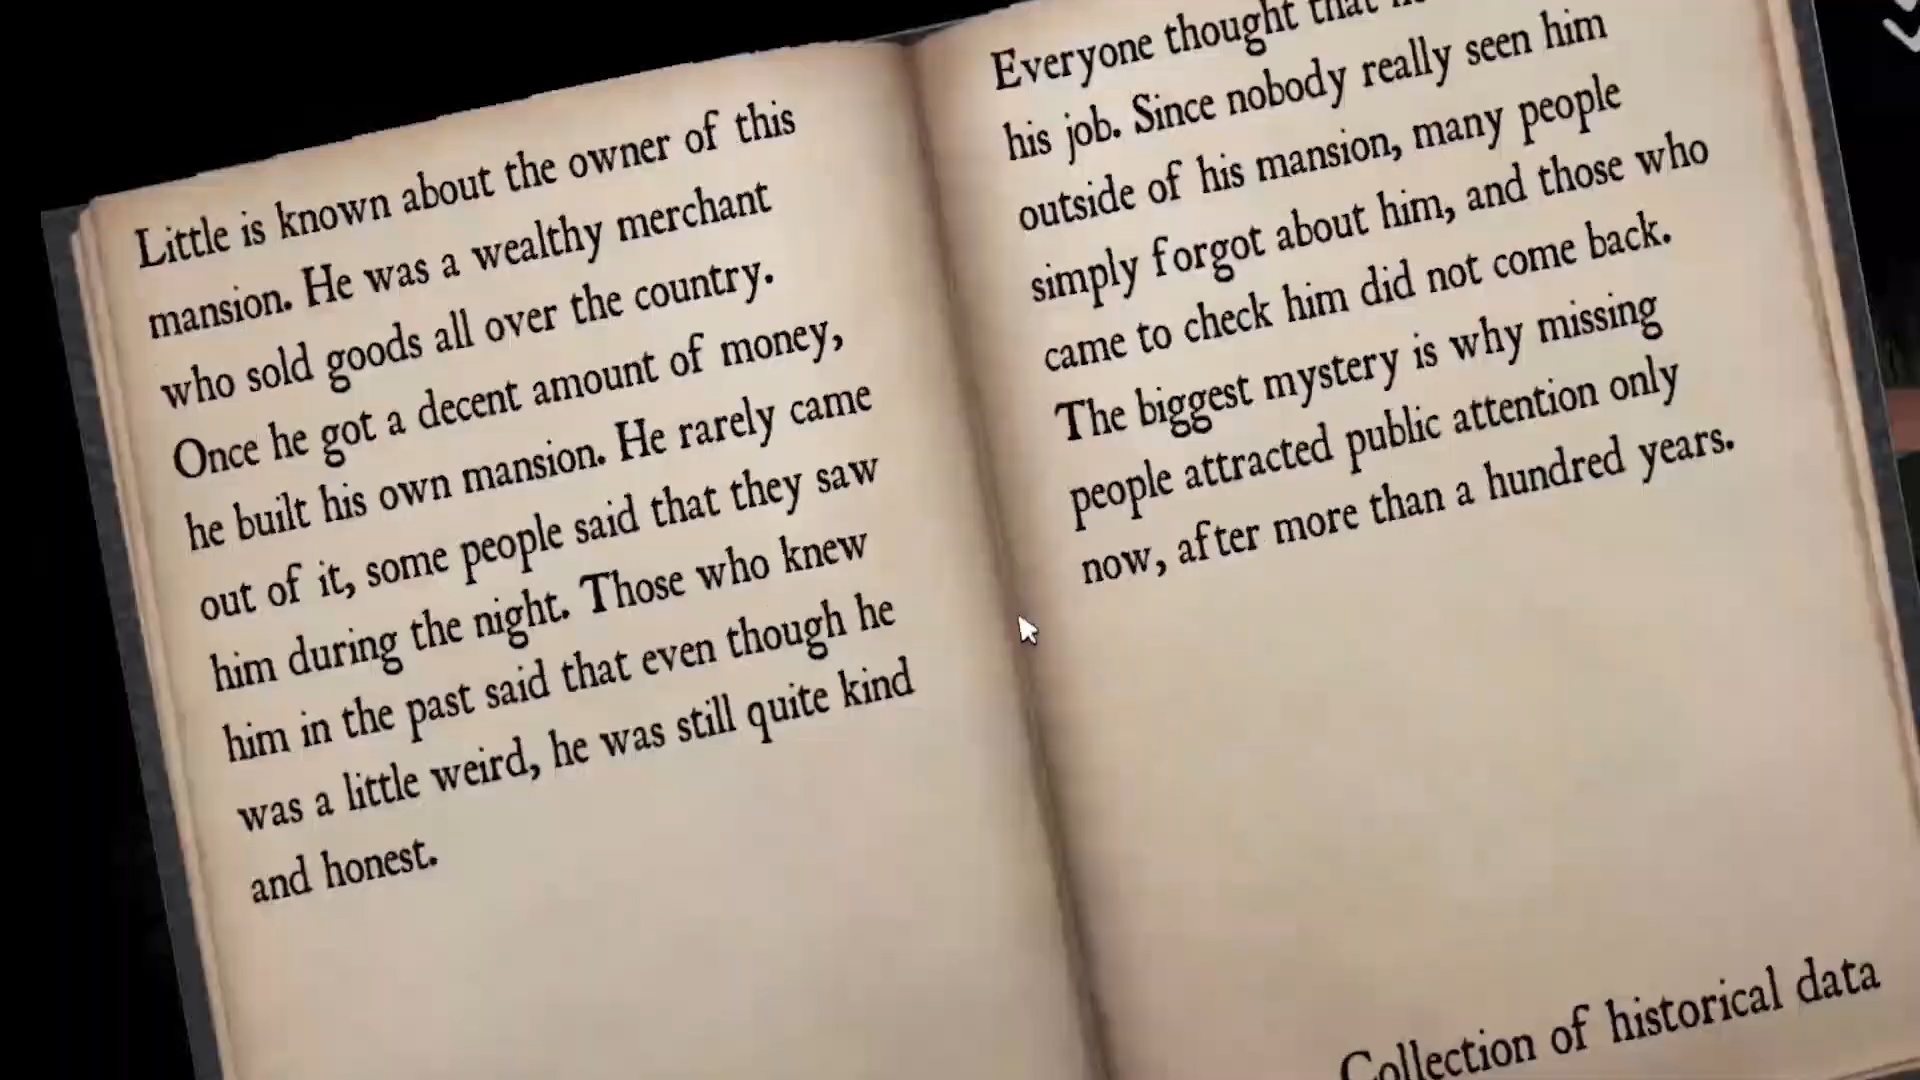 Little is known about the owner of this
mansion. He was a wealthy merchant
who sold goods all over the country.
Once he got a decent amount of money,
he built his own mansion. He rarely came
out of it, some people said that they saw
him during the night. Those who knew
him in the past said that even though he
was a little weird, he was still quite kind
and honest.
Everyone thought that
his job. Since nobody really seen him
outside of his mansion, many people
simply forgot about him, and those who
came to check him did not come back.
The biggest mystery is why missing
people attracted public attention only
now, after more than a hundred years.
Collection of historical data